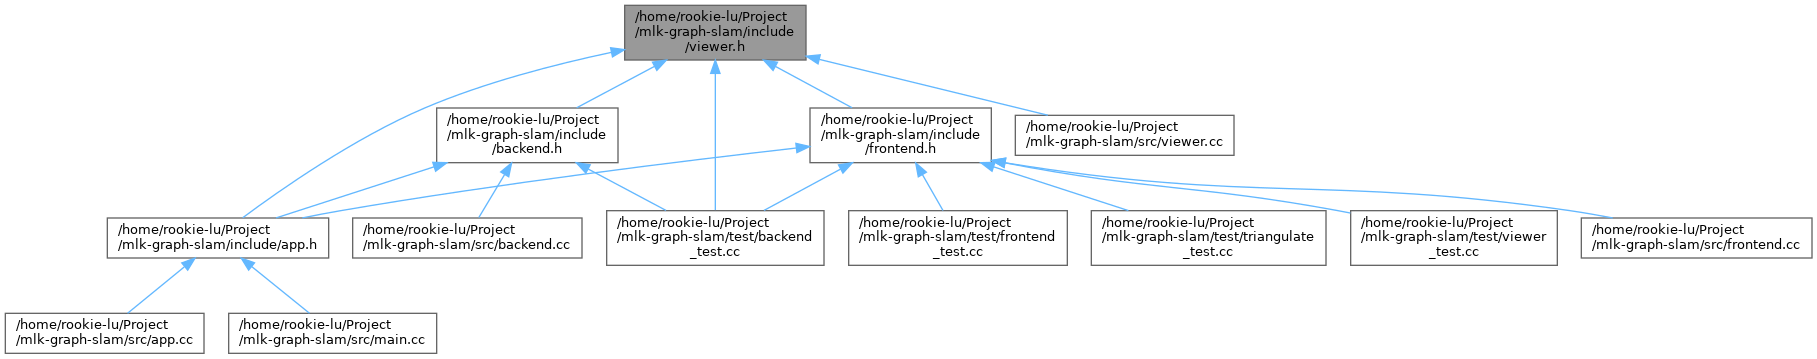 /home/rookie-lu/Project
/mlk-graph-slam/include
/viewer.h
/home/rookie-lu/Project
/mlk-graph-slam/include
/backend.h
/home/rookie-lu/Project
/mlk-graph-slam/include
/frontend.h
/home/rookie-lu/Project
/mlk-graph-slam/src/viewer.cc
/home/rookie-lu/Project
/mlk-graph-slam/include/app.h
/home/rookie-lu/Project
/mlk-graph-slam/src/backend.cc
/home/rookie-lu/Project
/mlk-graph-slam/test/backend
_test.cc
/home/rookie-lu/Project
/mlk-graph-slam/test/frontend
_test.cc
/home/rookie-lu/Project
/mlk-graph-slam/test/triangulate
_test.cc
/home/rookie-lu/Project
/mlk-graph-slam/test/viewer
_test.cc
/home/rookie-lu/Project
/mlk-graph-slam/src/frontend.cc
/home/rookie-lu/Project
/mlk-graph-slam/src/app.cc
/home/rookie-lu/Project
/mlk-graph-slam/src/main.cc